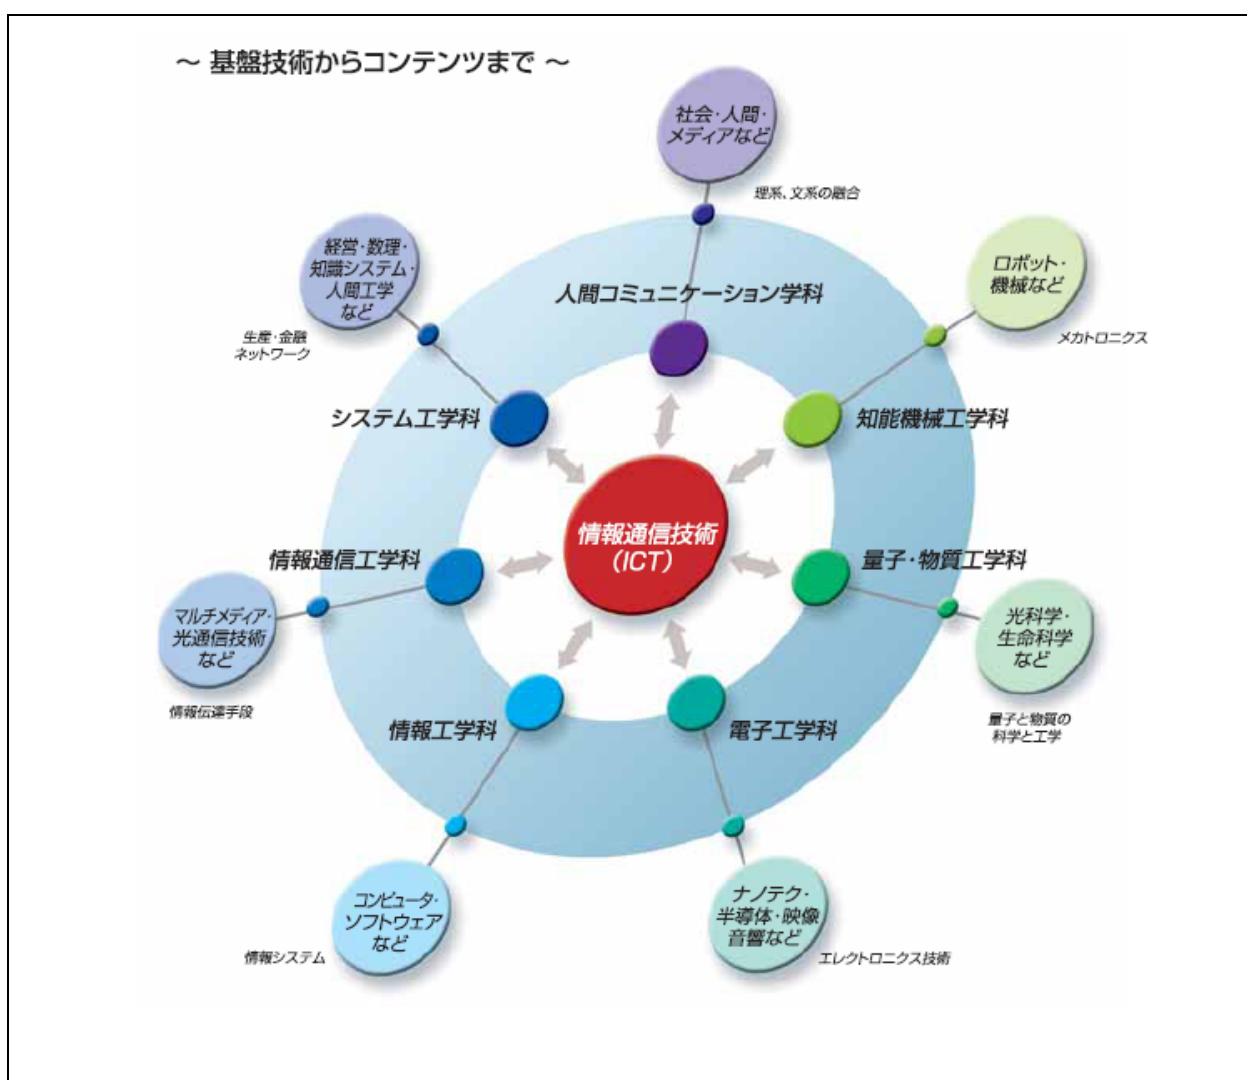 ～ 基盤技術からコンテンツまで ～
社会・人間・
メディアなど
理系、文系の融合
経営・数理・
知識システム・
人間工学
など
生産・金融
ネットワーク
ロボット・
機械など
メカトロニクス
人間コミュニケーション学科
システム工学科
知能機械工学科
情報通信技術
（ICT）
情報通信工学科
量子・物質工学科
マルチメディア・
光通信技術
など
情報伝達手段
光科学・
生命科学
など
量子と物質の
科学と工学
情報工学科
電子工学科
コンピュータ・
ソフトウェア
など
情報システム
ナノテク・
半導体・映像
音響など
エレクトロニクス技術